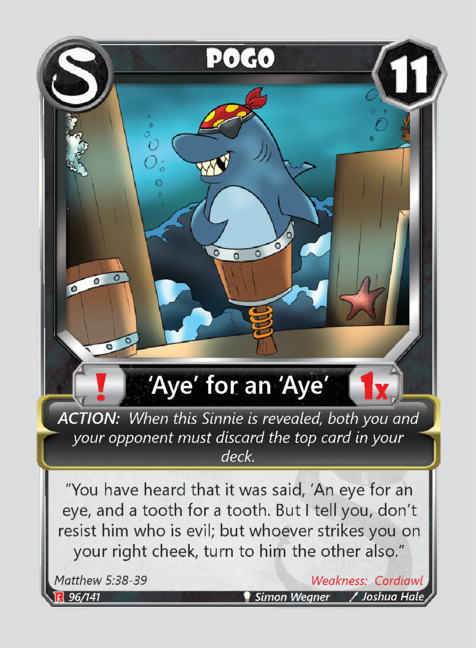 S
POGO
11
!
'Aye' for an 'Aye'
1x
ACTION: When this Sinnie is revealed, both you and
your opponent must discard the top card in your
deck.
"You have heard that it was said, 'An eye for an
eye, and a tooth for a tooth. But I tell you, don't
resist him who is evil; but whoever strikes you on
your right cheek, turn to him the other also."
Matthew 5:38-39
Weakness: Cordiawl
R 96/141
Simon Wegner
Joshua Hale